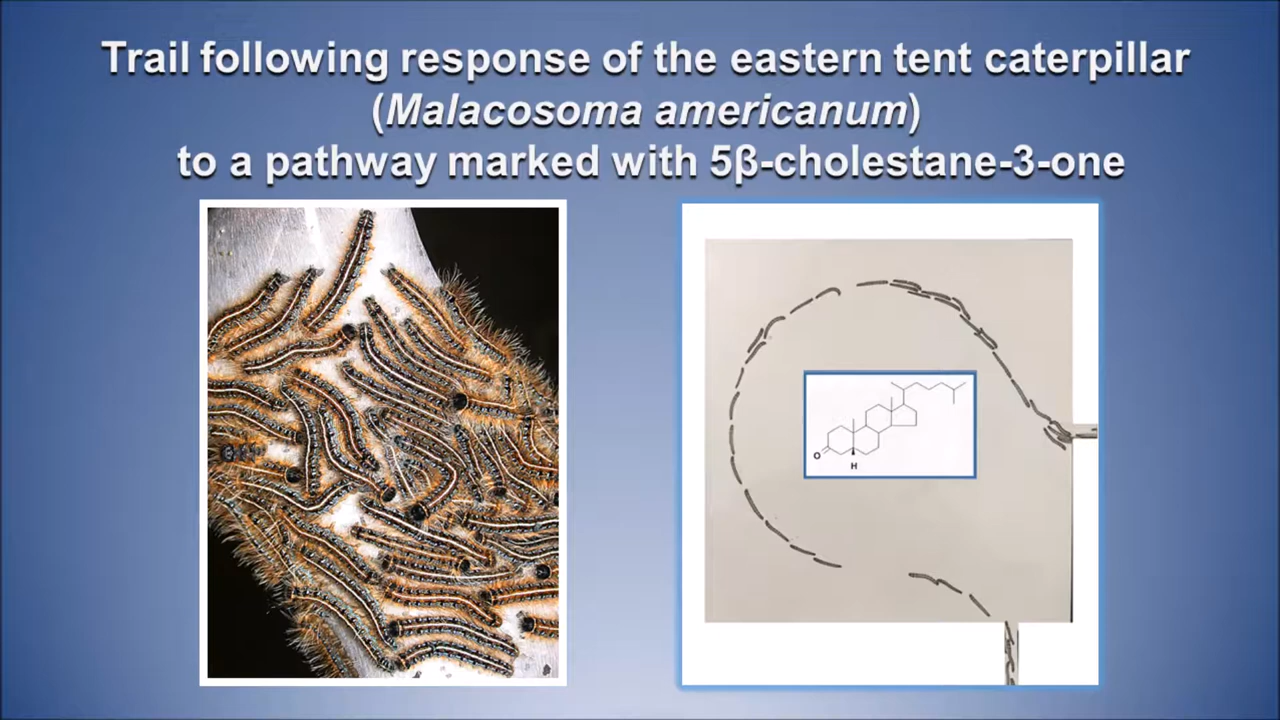 Trail following response of the eastern tent caterpillar
(Malacosoma americanum)
to a pathway marked with 5β-cholestane-3-one
O
H